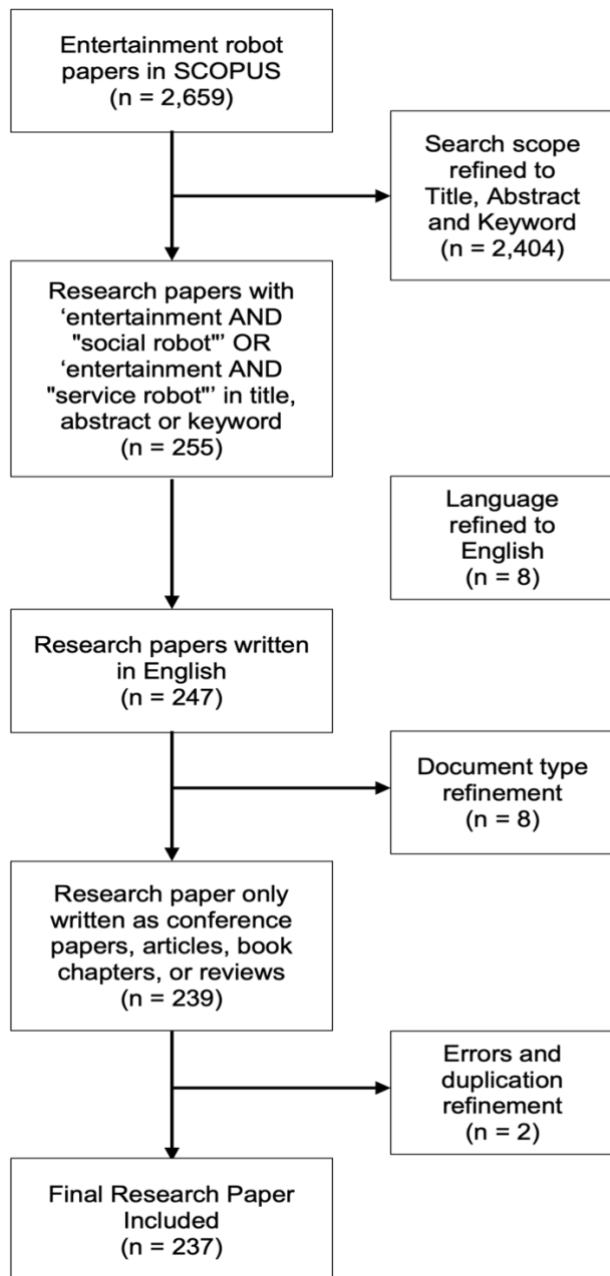 Entertainment robot
papers in SCOPUS
(n = 2,659)
Search scope
refined to
Title, Abstract
and Keyword
(n = 2,404)
Research papers with
‘entertainment AND
"social robot"’ OR
‘entertainment AND
"service robot"’ in title,
abstract or keyword
(n = 255)
Language
refined to
English
(n = 8)
Research papers written
in English
(n = 247)
Document type
refinement
(n = 8)
Research paper only
written as conference
papers, articles, book
chapters, or reviews
(n = 239)
Errors and
duplication
refinement
(n = 2)
Final Research Paper
Included
(n = 237)